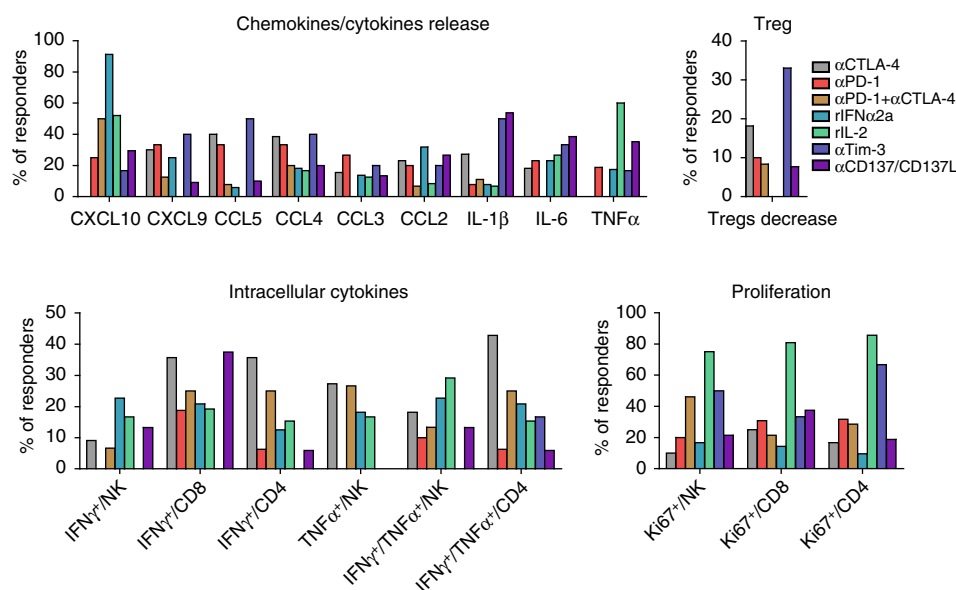 Chemokines/cytokines release
% of responders
100
80
60
40
20
0
CXCL10 CXCL9 CCL5 CCL4 CCL3 CCL2 IL-1β IL-6 TNFα
Treg
% of responders
40
30
20
10
0
Tregs decrease
αCTLA-4
αPD-1
αPD-1+αCTLA-4
rIFNα2a
rIL-2
αTim-3
αCD137/CD137L
Intracellular cytokines
% of responders
50
40
30
20
10
0
IFNγ⁺/NK
IFNγ⁺/CD8
IFNγ⁺/CD4
TNFα⁺/NK
IFNγ⁺/TNFα⁺/NK
IFNγ⁺/TNFα⁺/CD4
Proliferation
% of responders
100
80
60
40
20
0
Ki67⁺/NK
Ki67⁺/CD8
Ki67⁺/CD4